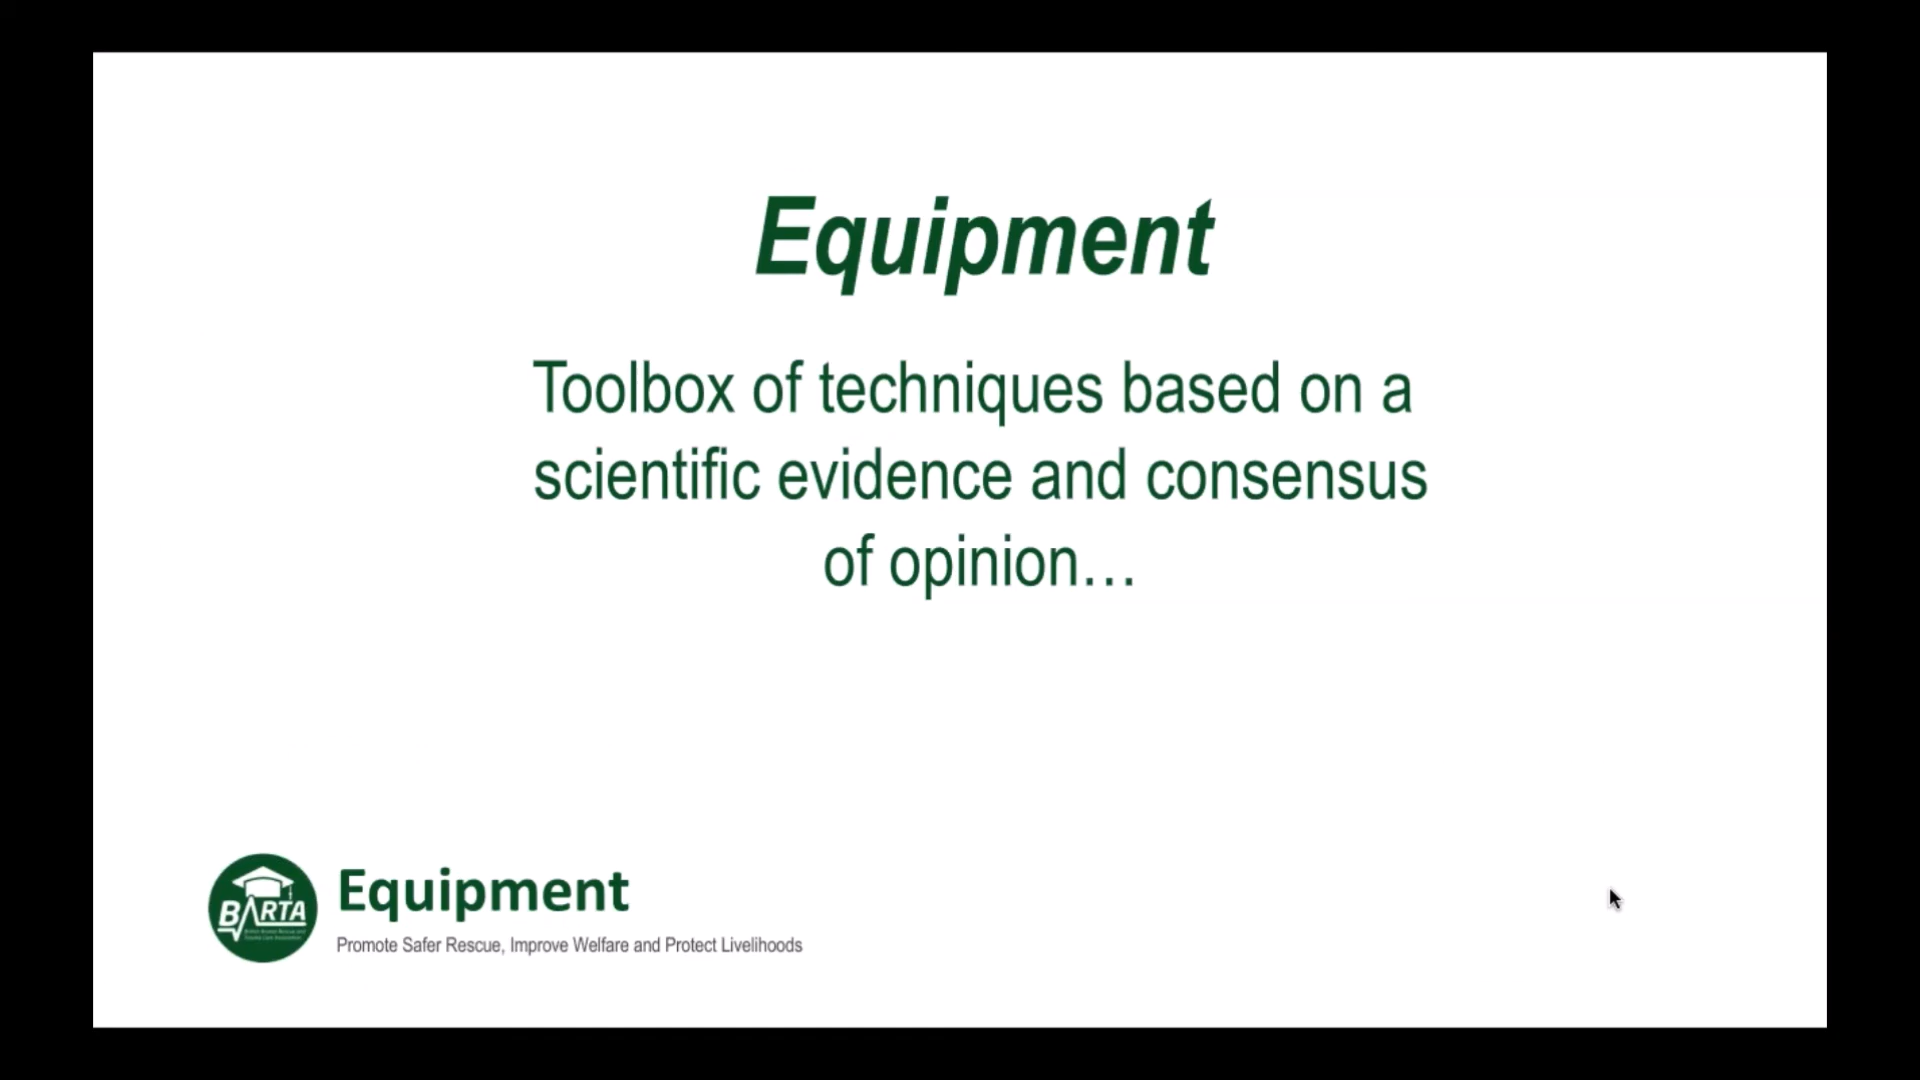 Equipment
Toolbox of techniques based on a
scientific evidence and consensus
of opinion…
BARTA
Equipment
Promote Safer Rescue, Improve Welfare and Protect Livelihoods